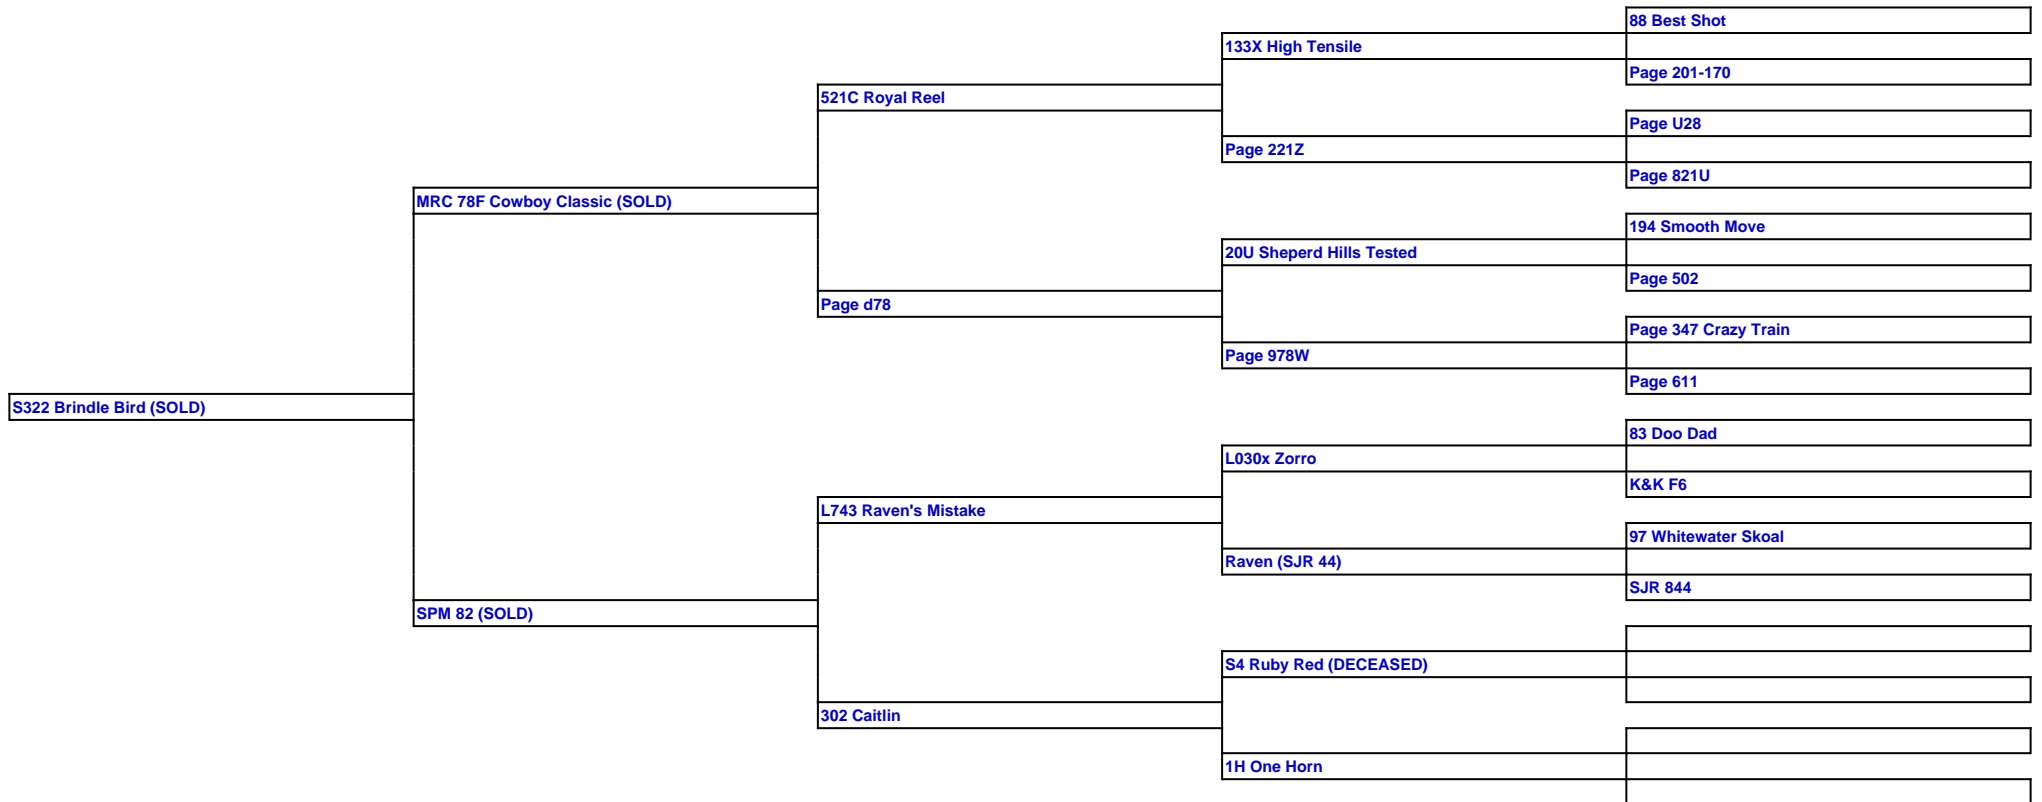 88 Best Shot
133X High Tensile
Page 201-170
521C Royal Reel
Page U28
Page 221Z
Page 821U
MRC 78F Cowboy Classic (SOLD)
194 Smooth Move
20U Sheperd Hills Tested
Page 502
Page d78
Page 347 Crazy Train
Page 978W
Page 611
S322 Brindle Bird (SOLD)
83 Doo Dad
L030x Zorro
K&K F6
L743 Raven's Mistake
97 Whitewater Skoal
Raven (SJR 44)
SJR 844
SPM 82 (SOLD)
S4 Ruby Red (DECEASED)
302 Caitlin
1H One Horn